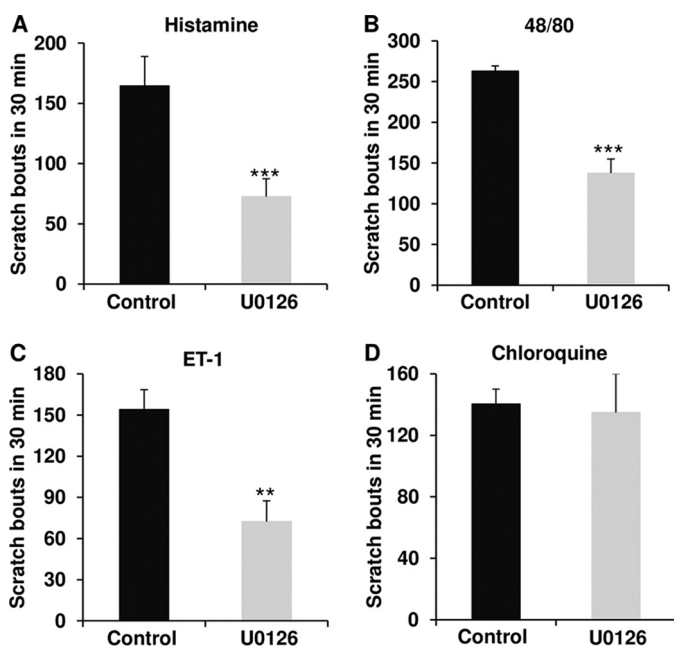 A
Histamine
Scratch bouts in 30 min
200
150
100
50
0
***
Control
U0126
B
48/80
Scratch bouts in 30 min
300
250
200
150
100
50
0
***
Control
U0126
C
ET-1
Scratch bouts in 30 min
180
150
120
90
60
30
0
**
Control
U0126
D
Chloroquine
Scratch bouts in 30 min
160
120
80
40
0
Control
U0126